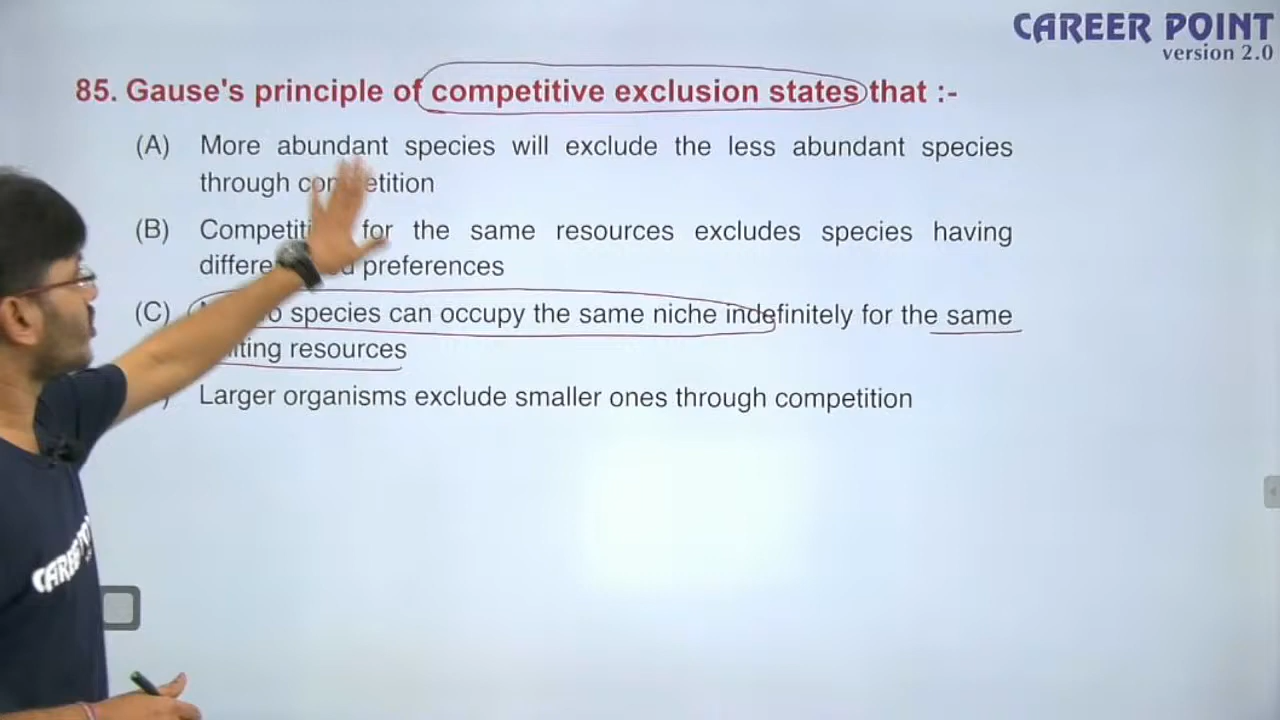 CAREER POINT
version 2.0
85. Gause's principle of competitive exclusion states that :-
(A) More abundant species will exclude the less abundant species
through competition
(B) for the same resources excludes species having
preferences
(C) species can occupy the same niche indefinitely for the same
resources
Larger organisms exclude smaller ones through competition